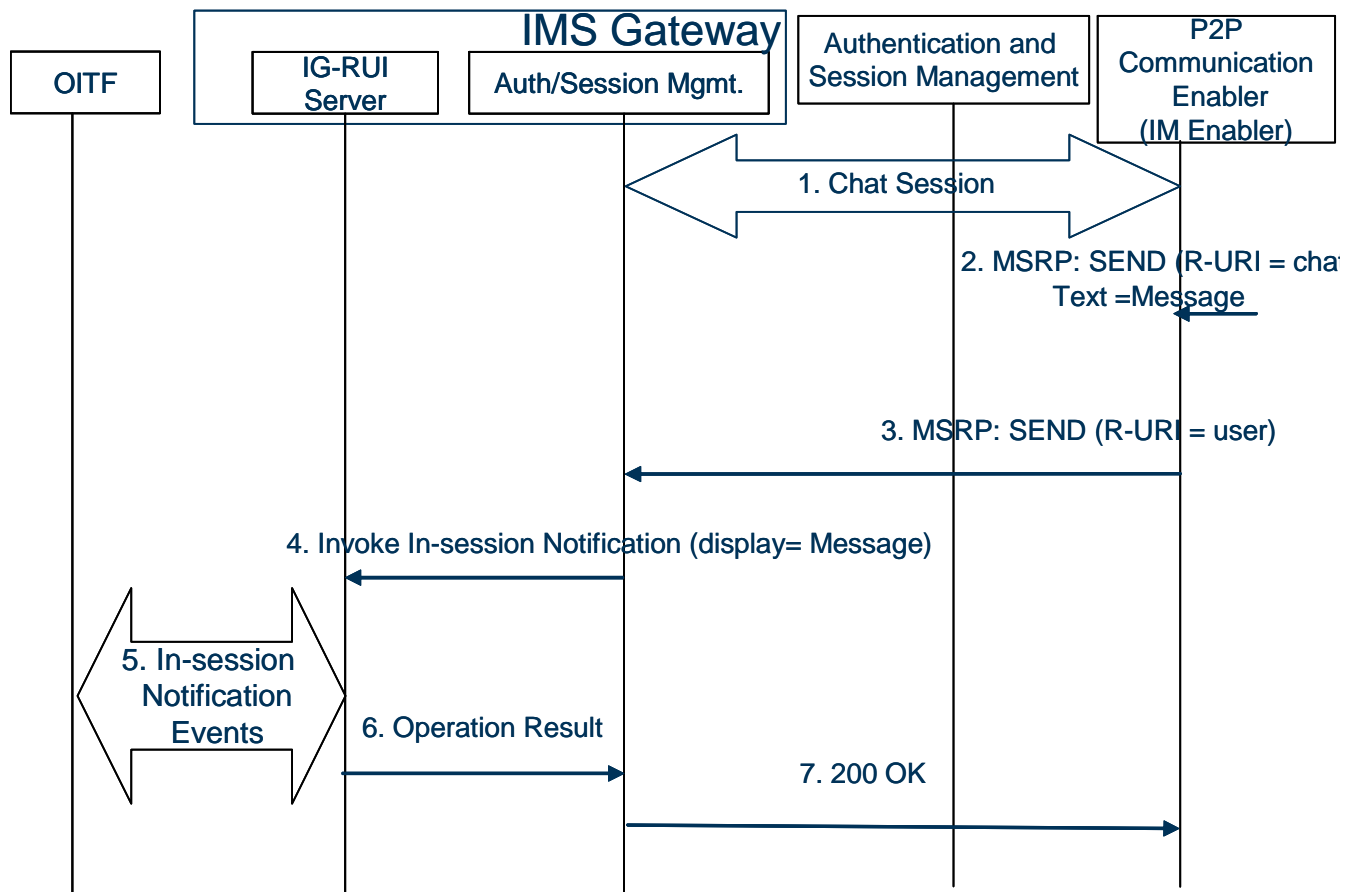 IMS Gateway
OITF
IG-RUI
Server
Auth/Session Mgmt.
Authentication and
Session Management
P2P
Communication
Enabler
(IM Enabler)
1. Chat Session
2. MSRP: SEND (R-URI = chat
Text =Message
3. MSRP: SEND (R-URI = user)
4. Invoke In-session Notification (display= Message)
5. In-session
Notification
Events
6. Operation Result
7. 200 OK